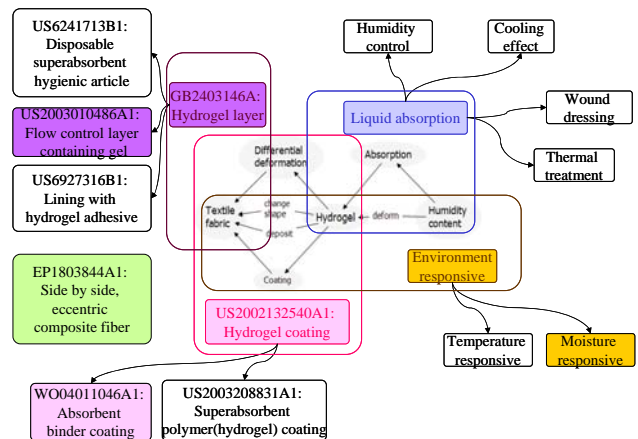 US6241713B1:
Disposable
superabsorbent
hygienic article
Humidity
control
Cooling
effect
GB2403146A:
Hydrogel layer
US2003010486A1:
Flow control layer
containing gel
Liquid absorption
Wound
dressing
Thermal
treatment
US6927316B1:
Lining with
hydrogel adhesive
Differential
deformation
Absorption
Textile
fabric
change
shape
deposit
Hydrogel
deform
Humidity
content
Coating
EP1803844A1:
Side by side,
eccentric
composite fiber
Environment
responsive
US2002132540A1:
Hydrogel coating
Temperature
responsive
Moisture
responsive
WO04011046A1:
Absorbent
binder coating
US2003208831A1:
Superabsorbent
polymer(hydrogel) coating